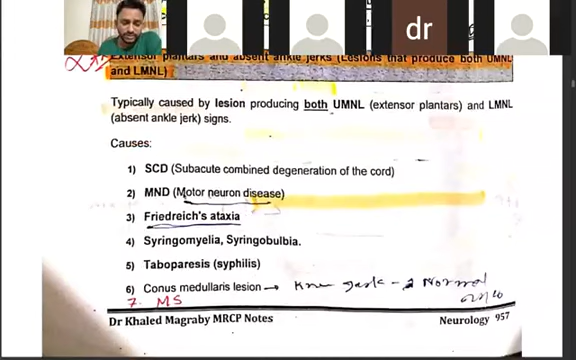 dr
Extensor plantars and absent ankle jerks (Lesions that produce both UMNL
and LMNL)
Typically caused by lesion producing both UMNL (extensor plantars) and LMNL
(absent ankle jerk) signs.
Causes:
1) SCD (Subacute combined degeneration of the cord)
2) MND (Motor neuron disease)
3) Friedreich's ataxia
4) Syringomyelia, Syringobulbia.
5) Taboparesis (syphilis)
6) Conus medullaris lesion → Knee jerk - Normal
7. MS
Dr Khaled Magraby MRCP Notes
Neurology 957